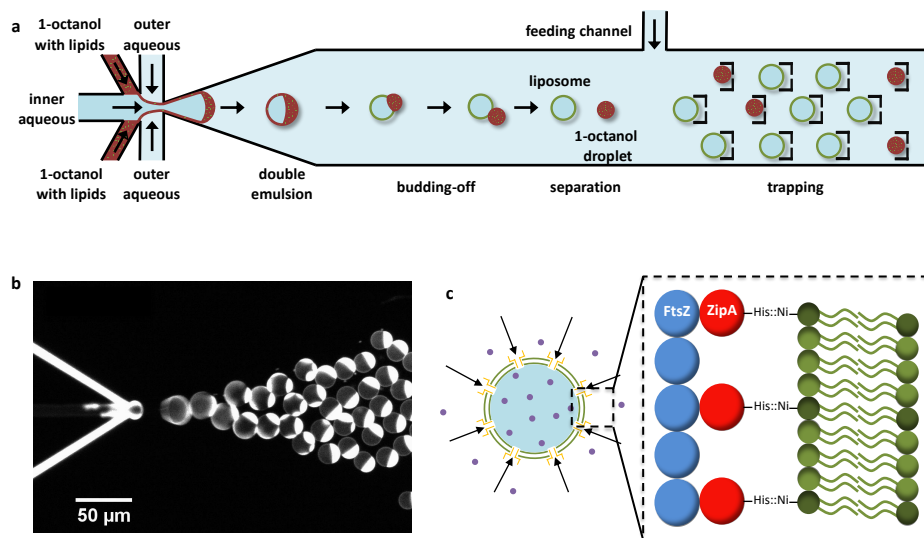 a
1-octanol
with lipids
outer
aqueous
feeding channel
inner
aqueous
liposome
1-octanol
droplet
1-octanol
with lipids
outer
aqueous
double
emulsion
budding-off
separation
trapping
b
50 µm
c
FtsZ
ZipA
His::Ni
His::Ni
His::Ni